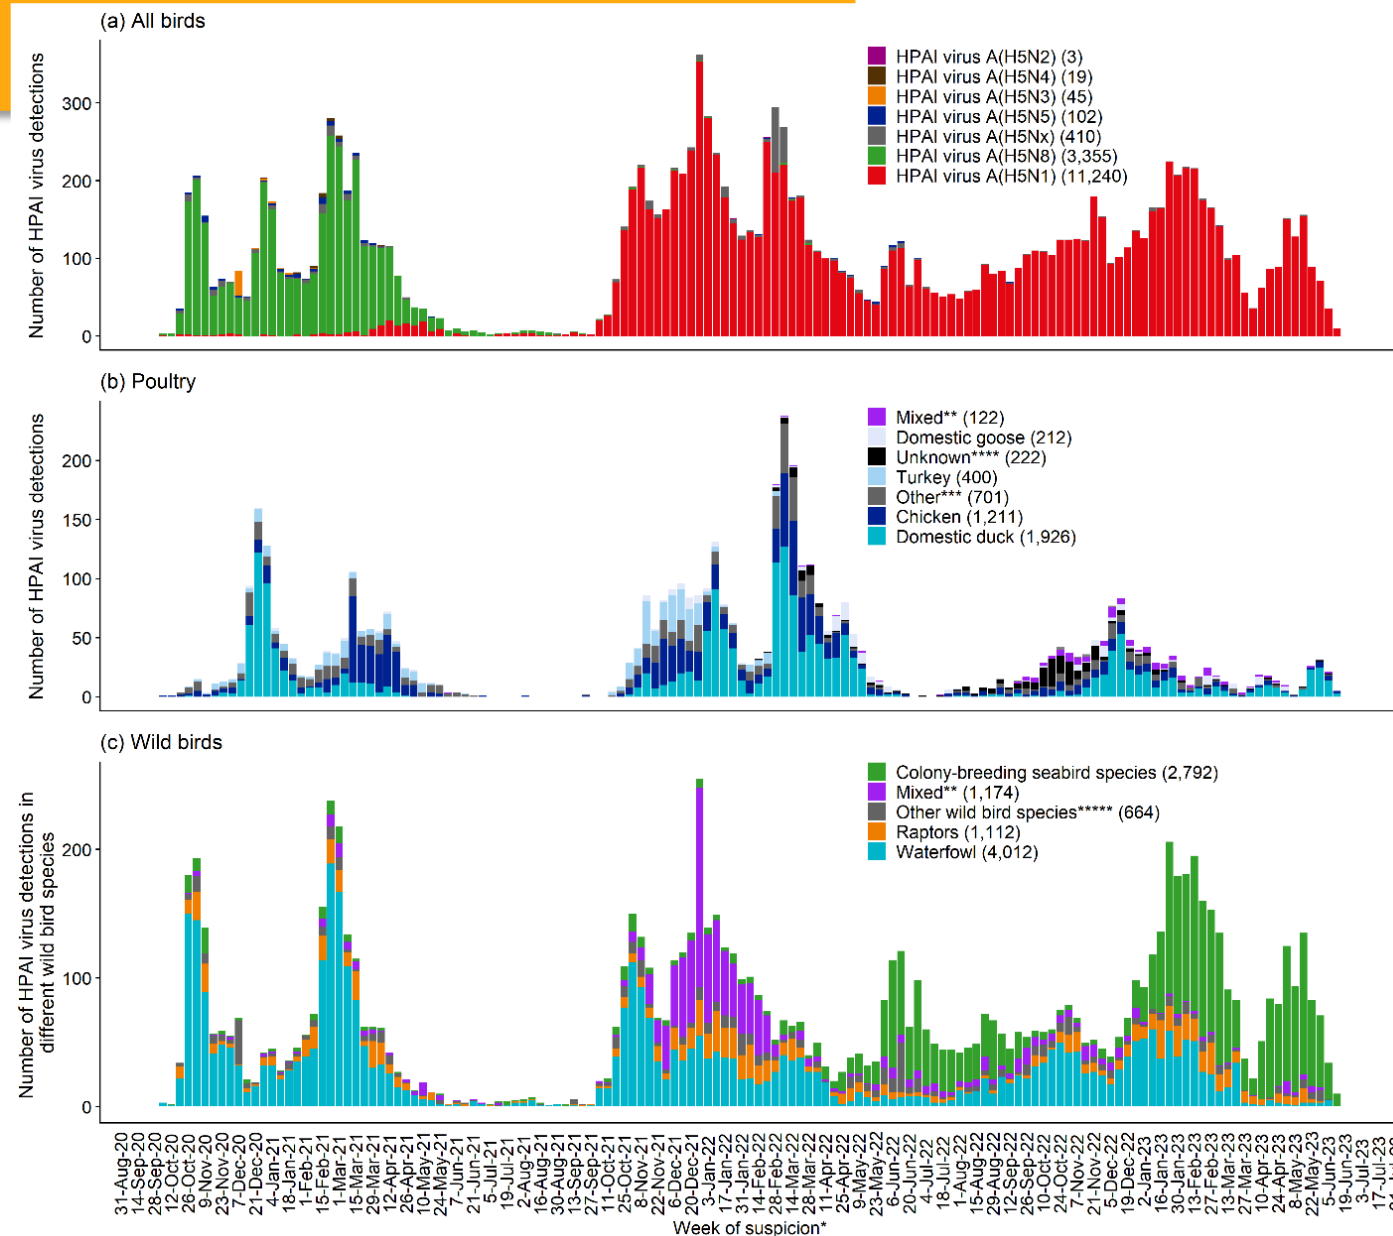 (a) All birds
Number of HPAI virus detections
300
200
100
0
HPAI virus A(H5N2) (3)
HPAI virus A(H5N4) (19)
HPAI virus A(H5N3) (45)
HPAI virus A(H5N5) (102)
HPAI virus A(H5Nx) (410)
HPAI virus A(H5N8) (3,355)
HPAI virus A(H5N1) (11,240)
(b) Poultry
Number of HPAI virus detections
200
150
100
50
0
Mixed** (122)
Domestic goose (212)
Unknown**** (222)
Turkey (400)
Other*** (701)
Chicken (1,211)
Domestic duck (1,926)
(c) Wild birds
Number of HPAI virus detections in
different wild bird species
200
100
0
Colony-breeding seabird species (2,792)
Mixed** (1,174)
Other wild bird species***** (664)
Raptors (1,112)
Waterfowl (4,012)
31-Aug-20
14-Sep-20
28-Sep-20
12-Oct-20
26-Oct-20
9-Nov-20
23-Nov-20
7-Dec-20
21-Dec-20
4-Jan-21
18-Jan-21
1-Feb-21
15-Feb-21
1-Mar-21
15-Mar-21
29-Mar-21
12-Apr-21
26-Apr-21
10-May-21
24-May-21
7-Jun-21
21-Jun-21
5-Jul-21
19-Jul-21
2-Aug-21
16-Aug-21
30-Aug-21
13-Sep-21
27-Sep-21
11-Oct-21
25-Oct-21
8-Nov-21
22-Nov-21
6-Dec-21
20-Dec-21
3-Jan-22
17-Jan-22
31-Jan-22
14-Feb-22
28-Feb-22
14-Mar-22
28-Mar-22
11-Apr-22
25-Apr-22
9-May-22
23-May-22
6-Jun-22
20-Jun-22
4-Jul-22
18-Jul-22
1-Aug-22
15-Aug-22
29-Aug-22
12-Sep-22
26-Sep-22
10-Oct-22
24-Oct-22
7-Nov-22
21-Nov-22
5-Dec-22
19-Dec-22
2-Jan-23
16-Jan-23
30-Jan-23
13-Feb-23
27-Feb-23
13-Mar-23
27-Mar-23
10-Apr-23
24-Apr-23
8-May-23
22-May-23
5-Jun-23
19-Jun-23
3-Jul-23
17-Jul-23
Week of suspicion*